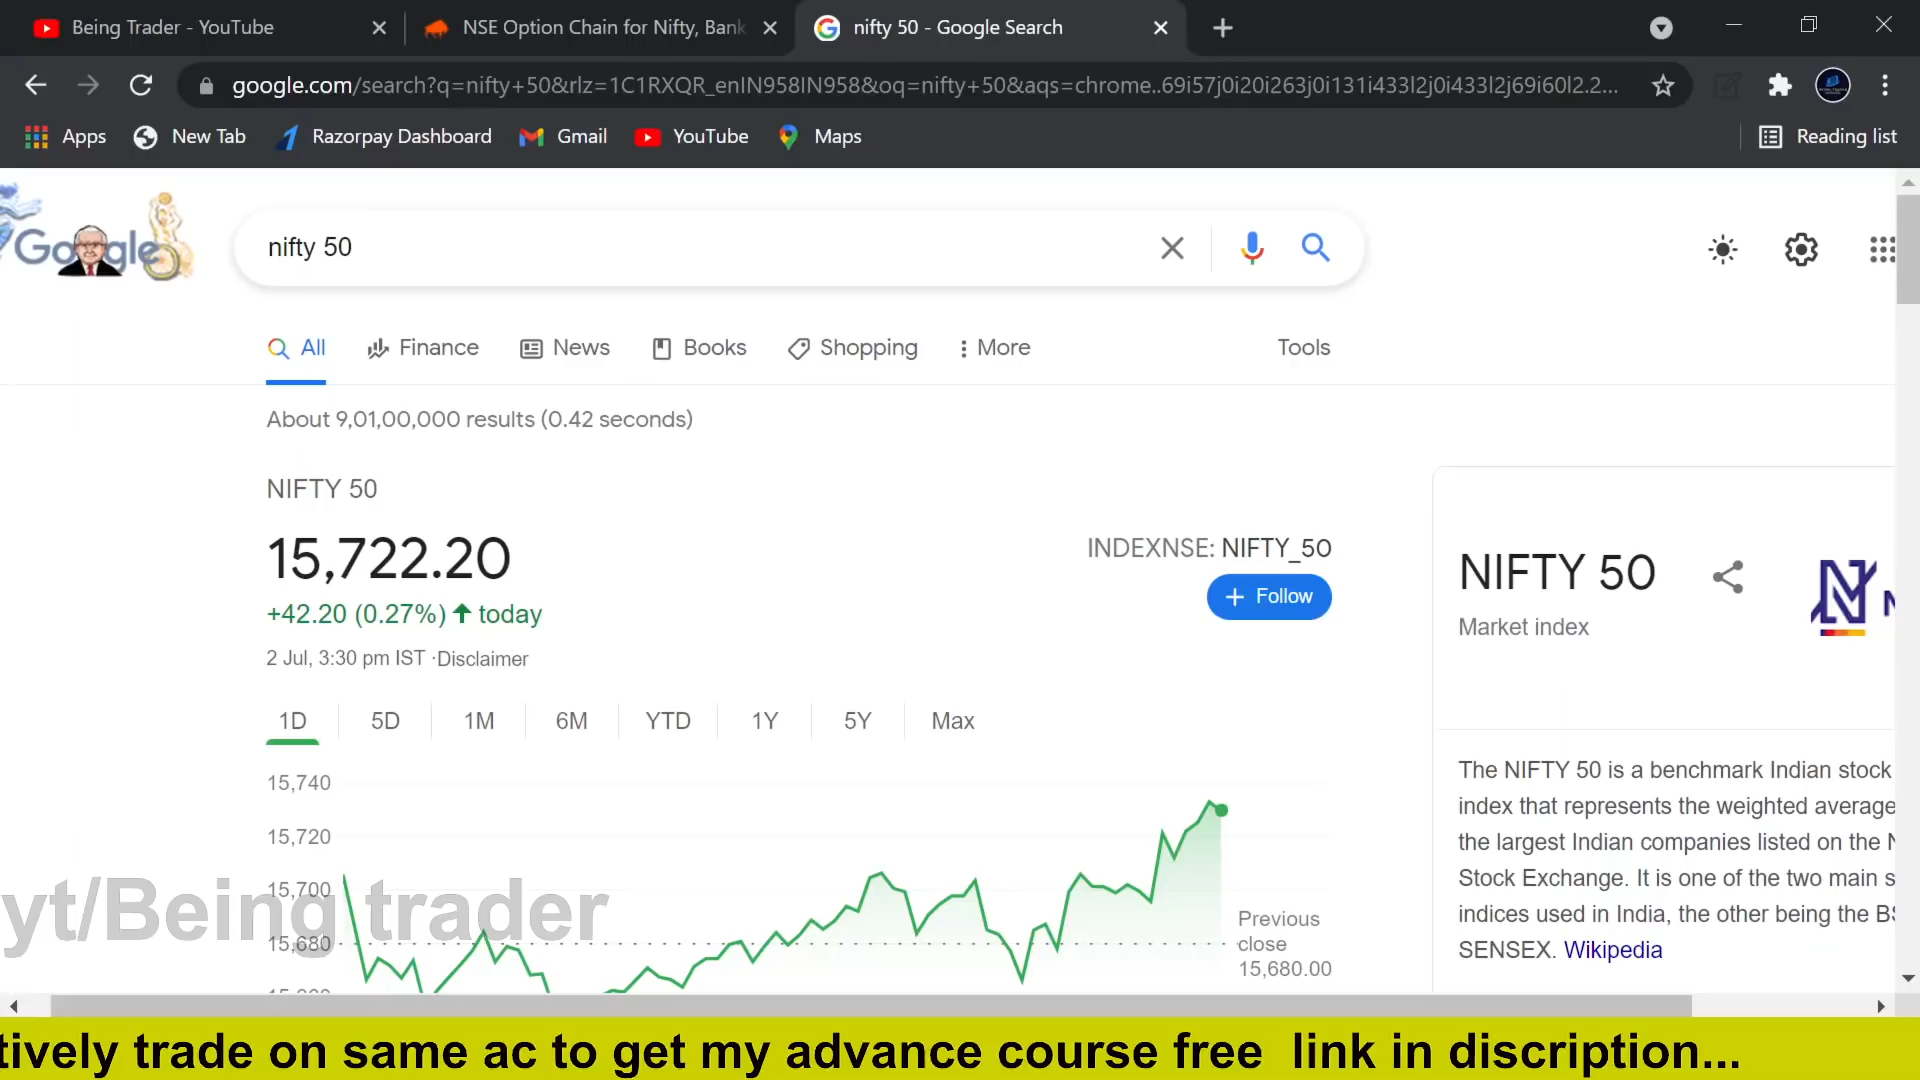 Being Trader - YouTube
NSE Option Chain for Nifty, Bank
nifty 50 - Google Search
google.com/search?q=nifty+50&rlz=1C1RXQR_enIN958IN958&oq=nifty+50&aqs=chrome..69i57j0i20i263j0i131i433l2j0i433l2j69i60l2.2...
Apps
New Tab
Razorpay Dashboard
Gmail
YouTube
Maps
Reading list
Google
nifty 50
All
Finance
News
Books
Shopping
More
Tools
About 9,01,00,000 results (0.42 seconds)
NIFTY 50
15,722.20
+42.20 (0.27%) today
2 Jul, 3:30 pm IST ·Disclaimer
INDEXNSE: NIFTY_50
+ Follow
1D 5D 1M 6M YTD 1Y 5Y Max
15,740
15,720
15,700
15,680
Previous
close
15,680.00
NIFTY 50
Market index
The NIFTY 50 is a benchmark Indian stock
index that represents the weighted average
the largest Indian companies listed on the N
Stock Exchange. It is one of the two main s
indices used in India, the other being the BS
SENSEX. Wikipedia
yt/Being trader
tively trade on same ac to get my advance course free link in discription...